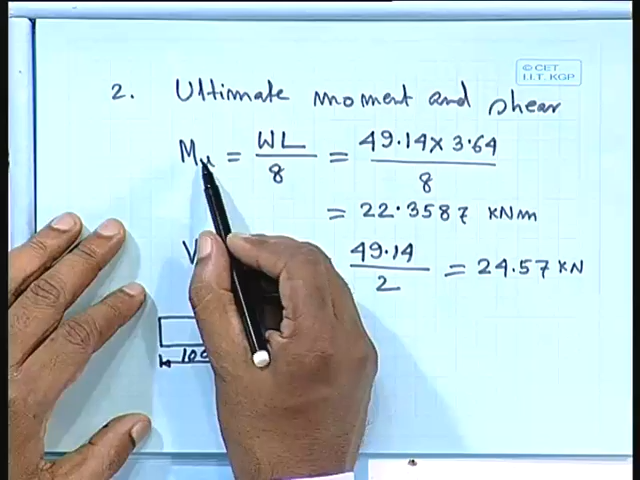 © CET
I.I.T. KGP
2. Ultimate moment and shear
Mu = WL/8 = 49.14 x 3.64/8
= 22.3587 kNm
V 49.14/2 = 24.57 kN